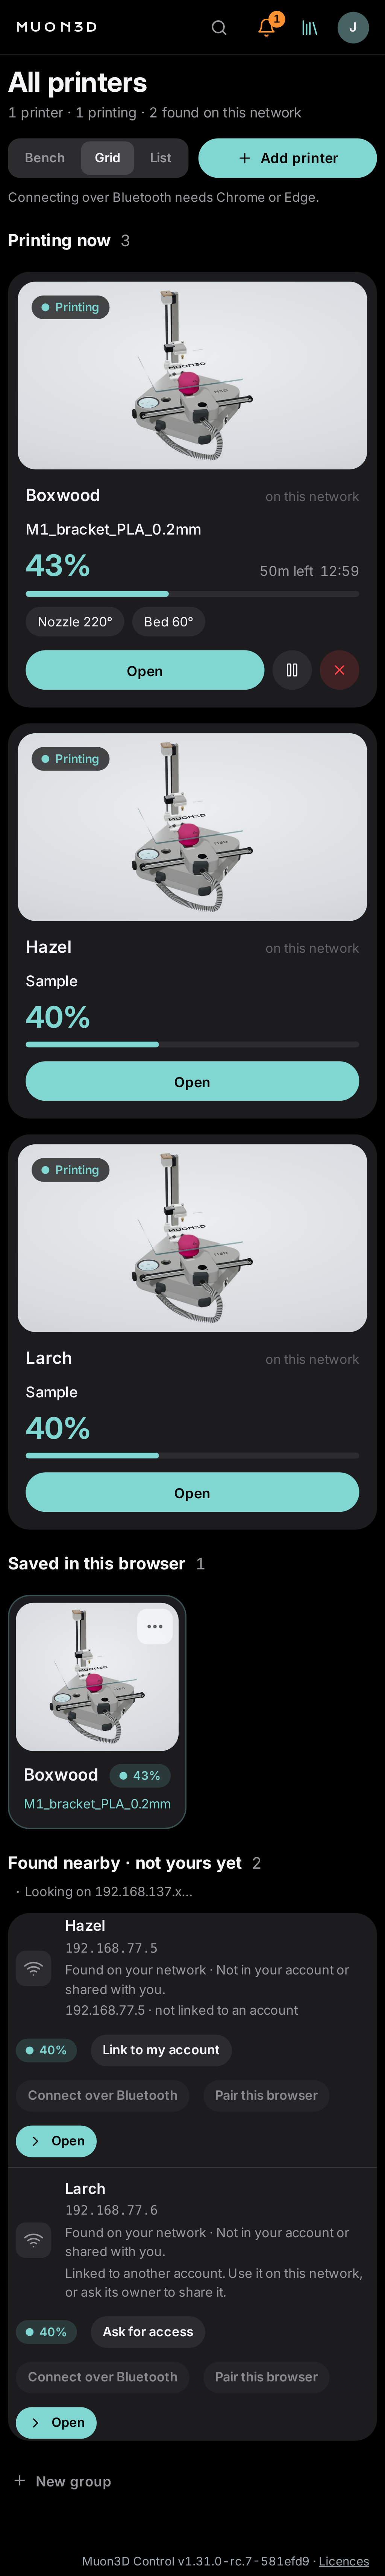 MUON3D
1
J
All printers
1 printer · 1 printing · 2 found on this network
Bench
Grid
List
+ Add printer
Connecting over Bluetooth needs Chrome or Edge.
Printing now 3
Printing
MUON3D
Boxwood
on this network
M1_bracket_PLA_0.2mm
43%
50m left 12:59
Nozzle 220°
Bed 60°
Open
Printing
MUON3D
Hazel
on this network
Sample
40%
Open
Printing
MUON3D
Larch
on this network
Sample
40%
Open
Saved in this browser 1
MUON3D
Boxwood
43%
M1_bracket_PLA_0.2mm
Found nearby · not yours yet 2
· Looking on 192.168.137.x...
Hazel
192.168.77.5
Found on your network · Not in your account or
shared with you.
192.168.77.5 · not linked to an account
40%
Link to my account
Connect over Bluetooth
Pair this browser
Open
Larch
192.168.77.6
Found on your network · Not in your account or
shared with you.
Linked to another account. Use it on this network,
or ask its owner to share it.
40%
Ask for access
Connect over Bluetooth
Pair this browser
Open
+ New group
Muon3D Control v1.31.0-rc.7-581efd9 · Licences